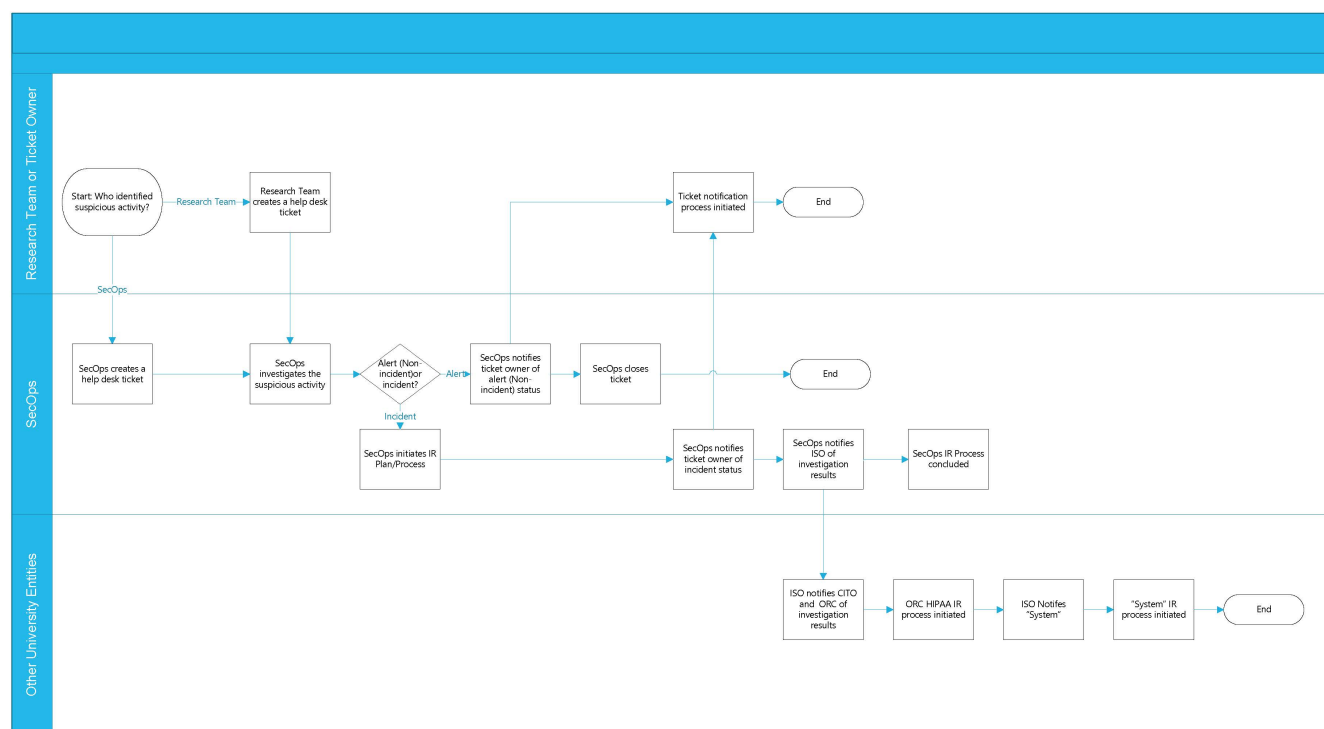 Research Team or Ticket Owner
Start: Who identified
suspicious activity?
Research Team
Research Team
creates a help desk
ticket
Ticket notification
process initiated
End
SecOps
SecOps
SecOps creates a
help desk ticket
SecOps
investigates the
suspicious activity
Alert (Non-
incident)or
incident?
Alert
SecOps notifies
ticket owner of
alert (Non-
incident) status
SecOps closes
ticket
End
Incident
SecOps initiates IR
Plan/Process
SecOps notifies
ticket owner of
incident status
SecOps notifies
ISO of
investigation
results
SecOps IR Process
concluded
Other University Entities
ISO notifies CITO
and ORC of
investigation
results
ORC HIPAA IR
process initiated
ISO Notifes
"System"
"System" IR
process initiated
End